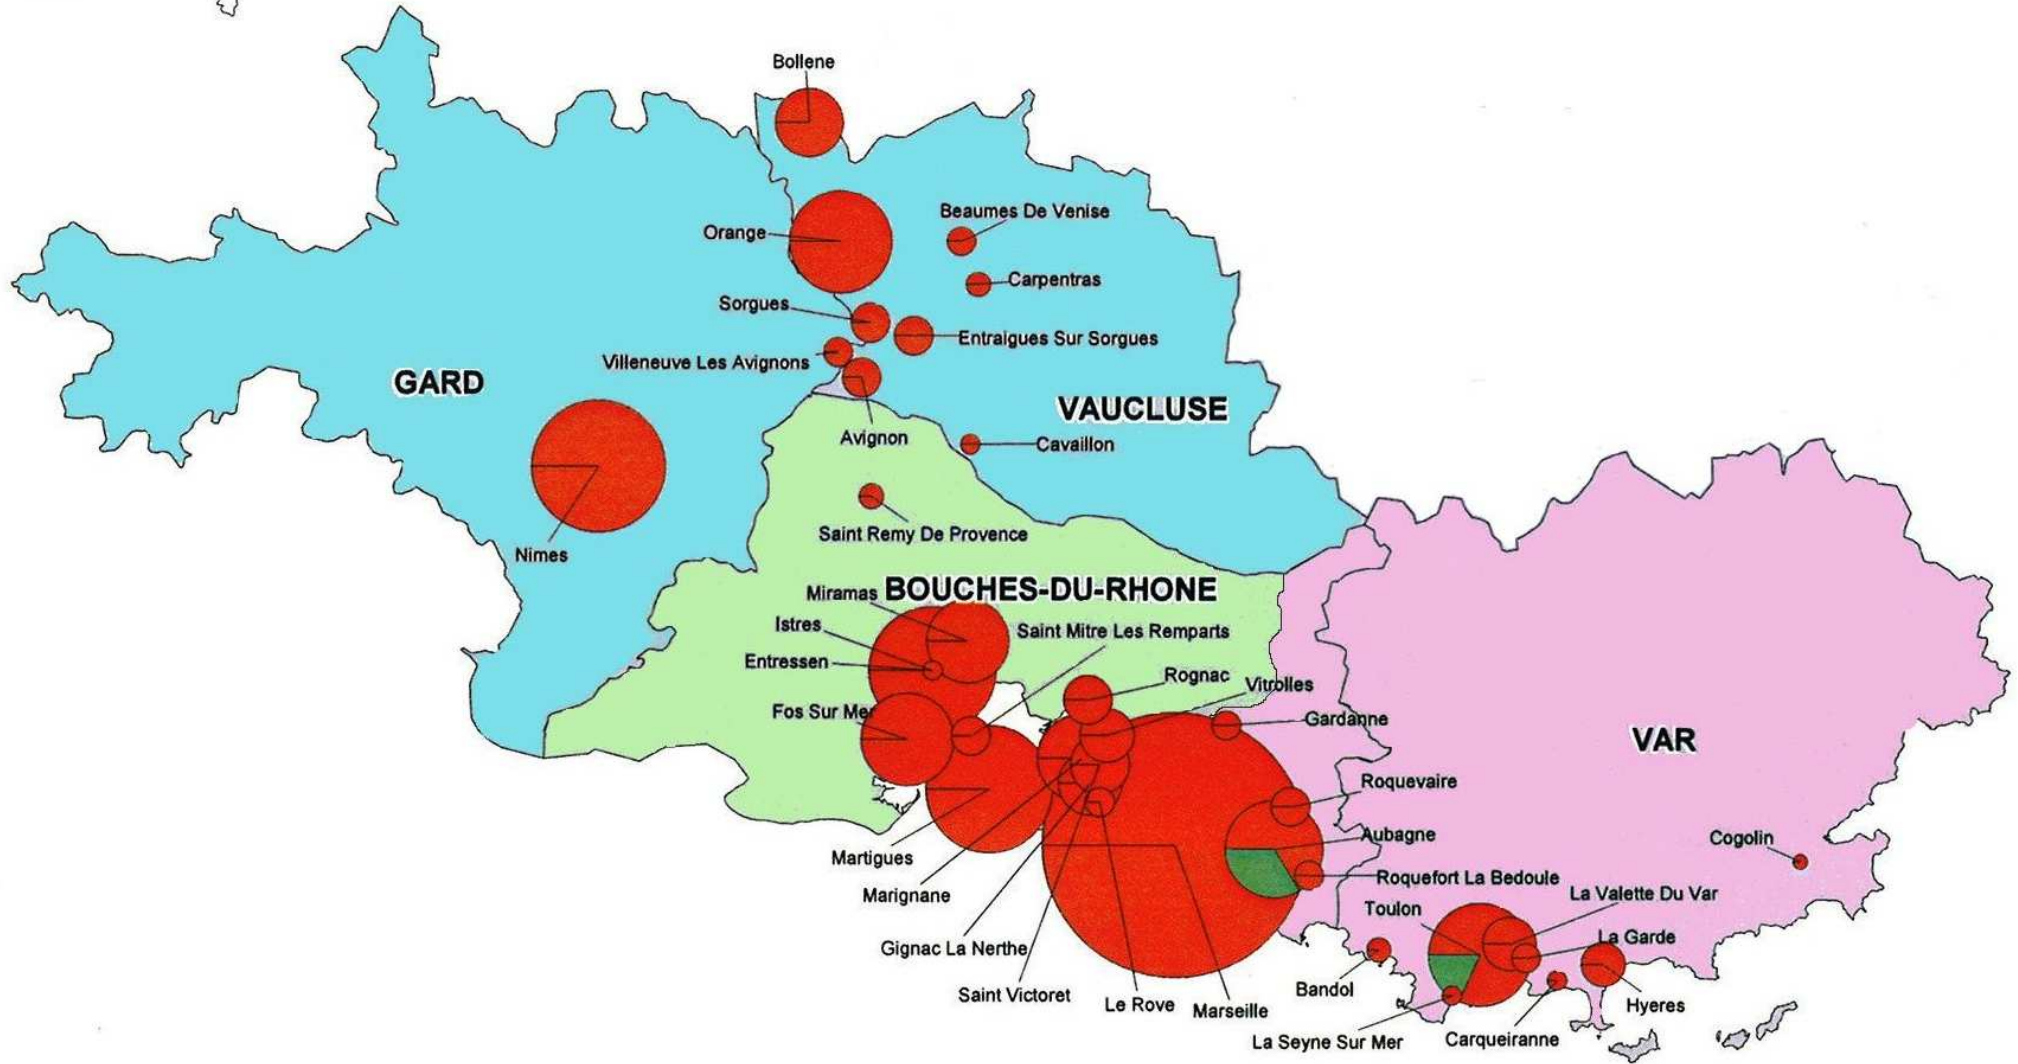 Bollene
Beaumes De Venise
Orange
Carpentras
Sorgues
Entraigues Sur Sorgues
Villeneuve Les Avignons
GARD
VAUCLUSE
Avignon
Cavaillon
Saint Remy De Provence
Nimes
BOUCHES-DU-RHONE
Miramas
Istres
Saint Mitre Les Remparts
Entressen
Rognac
Vitrolles
Fos Sur Mer
Gardanne
VAR
Roquevaire
Aubagne
Cogolin
Martigues
Roquefort La Bedoule
Marignane
La Valette Du Var
Toulon
La Garde
Gignac La Nerthe
Bandol
Saint Victoret
Le Rove
Marseille
Hyeres
La Seyne Sur Mer
Carqueiranne